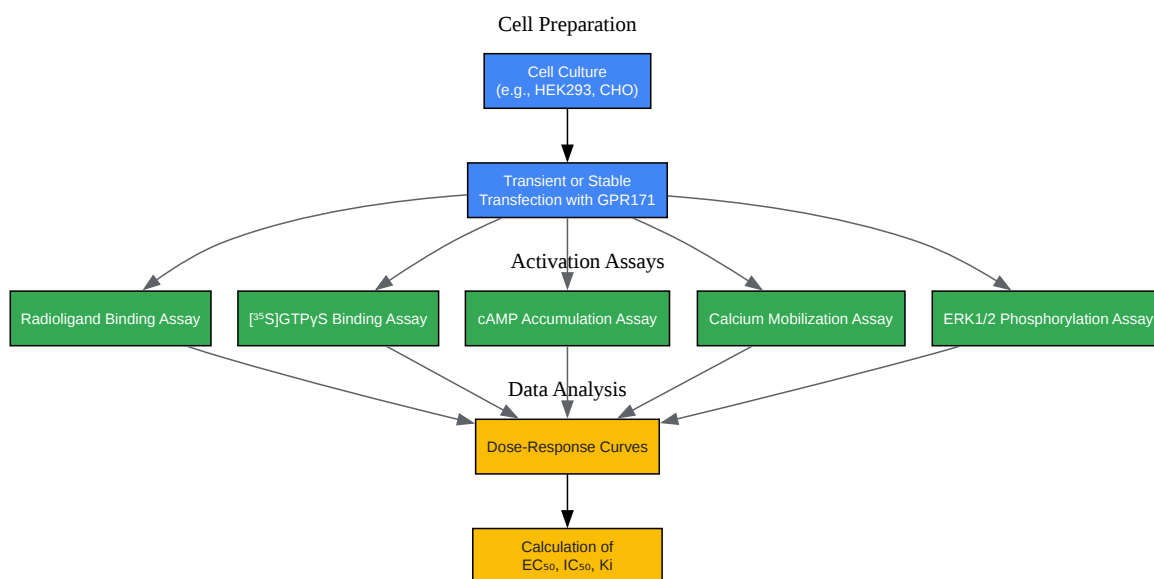 Cell Preparation
Cell Culture
(e.g., HEK293, CHO)
Transient or Stable
Transfection with GPR171
Activation Assays
Radioligand Binding Assay
[³⁵S]GTPγS Binding Assay
cAMP Accumulation Assay
Calcium Mobilization Assay
ERK1/2 Phosphorylation Assay
Data Analysis
Dose-Response Curves
Calculation of
EC₅₀, IC₅₀, Ki